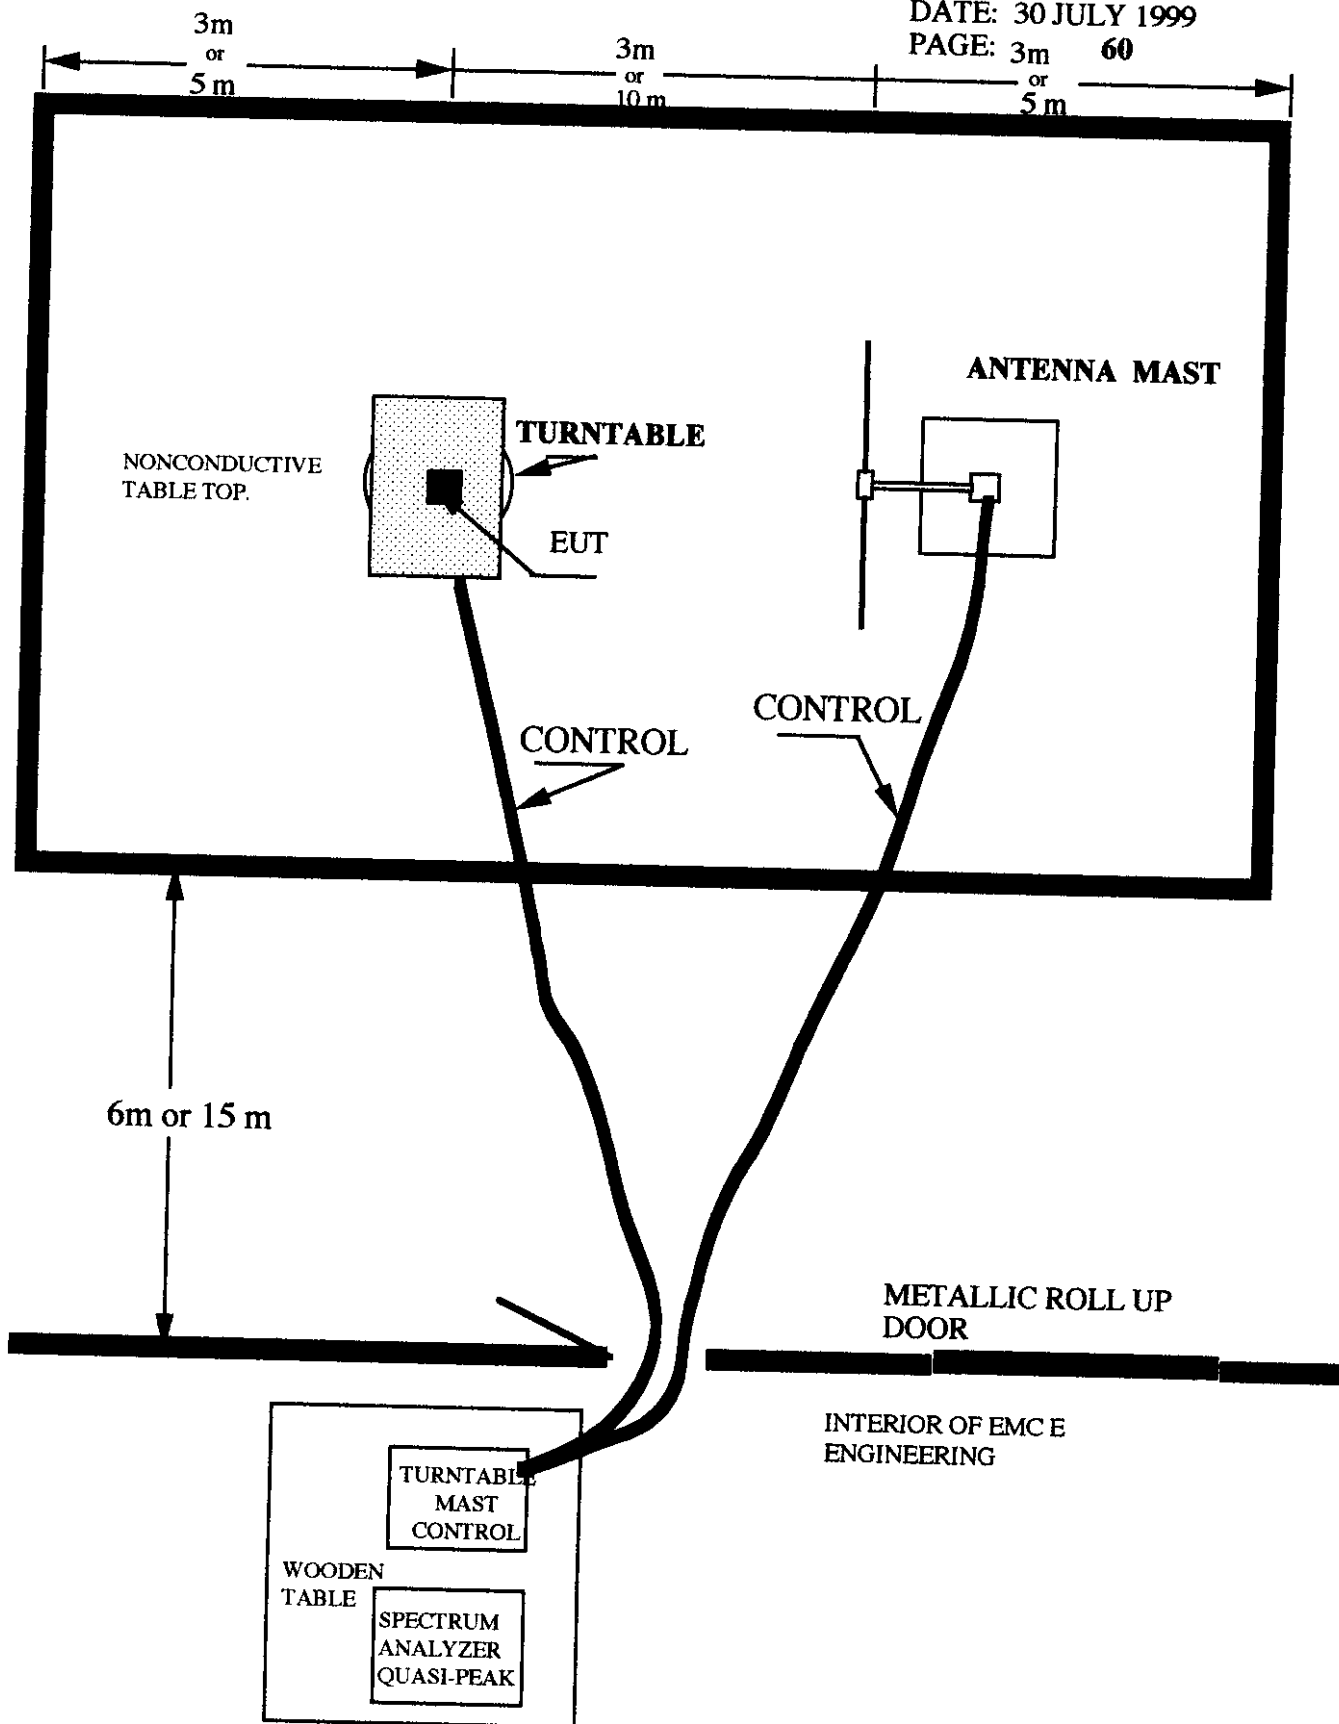 DATE: 30 JULY 1999
PAGE: 60
3m
or
5 m
3m
or
10 m
3m
or
5 m
ANTENNA MAST
TURNTABLE
NONCONDUCTIVE
TABLE TOP.
EUT
CONTROL
CONTROL
6m or 15 m
METALLIC ROLL UP
DOOR
INTERIOR OF EMC E
ENGINEERING
TURNTABLE
MAST
CONTROL
WOODEN
TABLE
SPECTRUM
ANALYZER
QUASI-PEAK